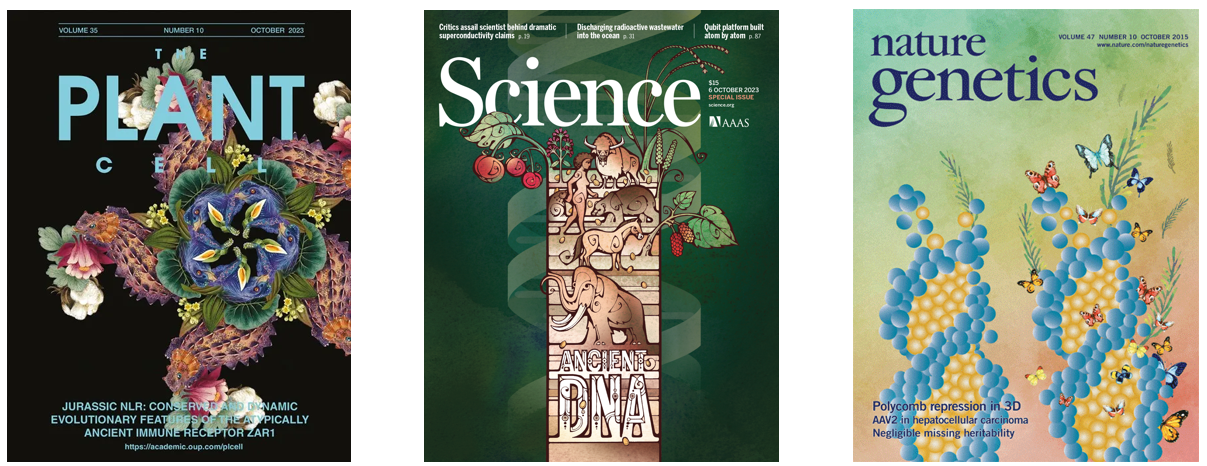 VOLUME 35 NUMBER 10 OCTOBER 2023
THE
PLANT
CELL
JURASSIC NLR: CONSERVED AND DYNAMIC
EVOLUTIONARY FEATURES OF THE ATYPICALLY
ANCIENT IMMUNE RECEPTOR ZAR1
https://academic.oup.com/plcell
Critics assail scientist behind dramatic
superconductivity claims p. 19
Discharging radioactive wastewater
into the ocean p. 31
Qubit platform built
atom by atom p. 87
Science
$15
6 OCTOBER 2023
SPECIAL ISSUE
science.org
AAAS
ANCIENT
DNA
nature
genetics
VOLUME 47 NUMBER 10 OCTOBER 2015
www.nature.com/naturegenetics
Polycomb repression in 3D
AAV2 in hepatocellular carcinoma
Negligible missing heritability